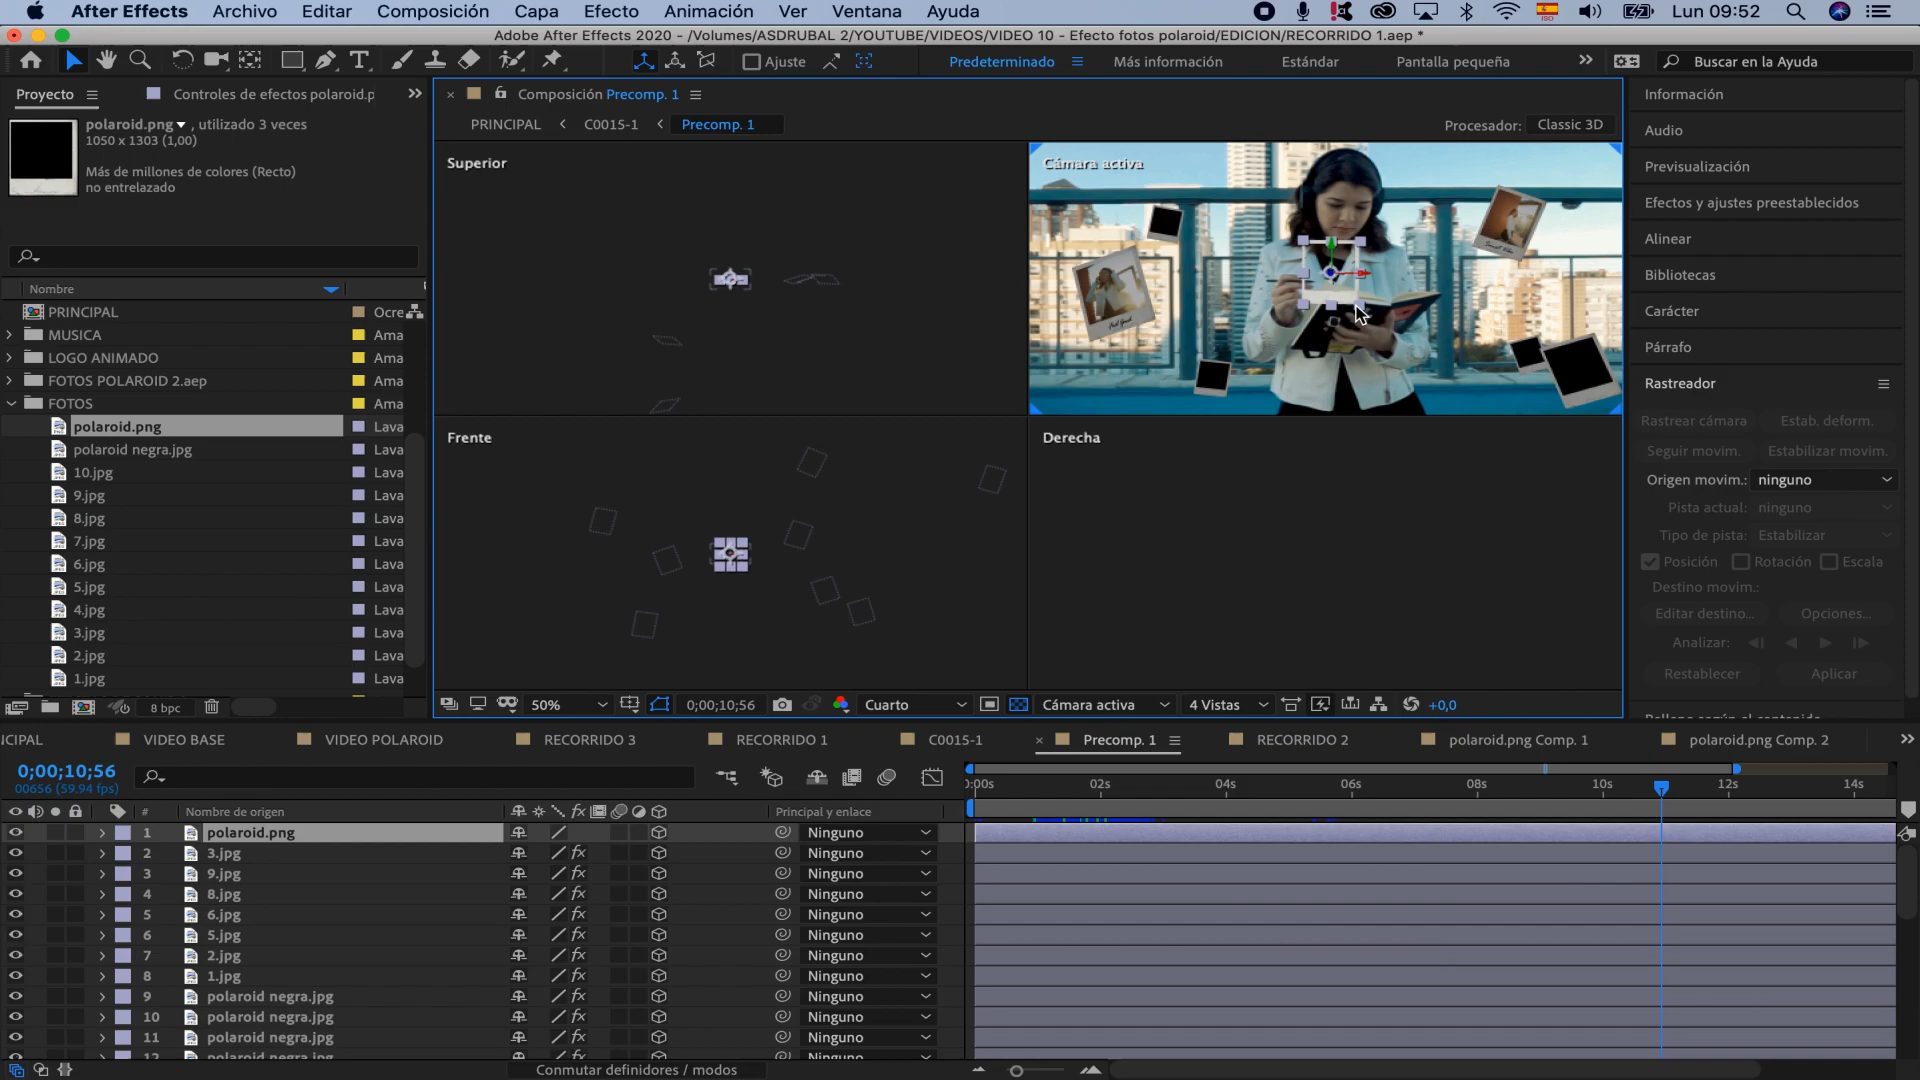 After Effects Archivo Editar Composición Capa Efecto Animación Ver Ventana Ayuda
ISO
Lun 09:52
Adobe After Effects 2020 - /Volumes/ASDRUBAL 2/YOUTUBE/VIDEOS/VIDEO 10 - Efecto fotos polaroid/EDICION/RECORRIDO 1.aep *
Ajuste
Predeterminado Más información Estándar Pantalla pequeña
Buscar en la Ayuda
Proyecto
Controles de efectos polaroid.p
polaroid.png , utilizado 3 veces
1050 x 1303 (1,00)
Más de millones de colores (Recto)
no entrelazado
Nombre
PRINCIPAL Ocre
MUSICA Ama
LOGO ANIMADO Ama
FOTOS POLAROID 2.aep Ama
FOTOS Ama
polaroid.png Lava
polaroid negra.jpg Lava
10.jpg Lava
9.jpg Lava
8.jpg Lava
7.jpg Lava
6.jpg Lava
5.jpg Lava
4.jpg Lava
3.jpg Lava
2.jpg Lava
1.jpg Lava
8 bpc
Composición Precomp. 1
PRINCIPAL C0015-1 Precomp. 1
Procesador: Classic 3D
Superior
Cámara activa
Frente
Derecha
50% 0;00;10;56 Cuarto Cámara activa 4 Vistas +0,0
Información
Audio
Previsualización
Efectos y ajustes preestablecidos
Alinear
Bibliotecas
Carácter
Párrafo
Rastreador
Rastrear cámara Estab. deform.
Seguir movim. Estabilizar movim.
Origen movim.: ninguno
Pista actual: ninguno
Tipo de pista: Estabilizar
Posición Rotación Escala
Destino movim.:
Editar destino... Opciones...
Analizar:
Restablecer Aplicar
NCIPAL VIDEO BASE VIDEO POLAROID RECORRIDO 3 RECORRIDO 1 C0015-1 Precomp. 1 RECORRIDO 2 polaroid.png Comp. 1 polaroid.png Comp. 2
0;00;10;56
00656 (59.94 fps)
0:00s 02s 04s 06s 08s 10s 12s 14s
# Nombre de origen Principal y enlace
1 polaroid.png Ninguno
2 3.jpg Ninguno
3 9.jpg Ninguno
4 8.jpg Ninguno
5 6.jpg Ninguno
6 5.jpg Ninguno
7 2.jpg Ninguno
8 1.jpg Ninguno
9 polaroid negra.jpg Ninguno
10 polaroid negra.jpg Ninguno
11 polaroid negra.jpg Ninguno
12 polaroid negra.jpg Ninguno
Conmutar definidores / modos